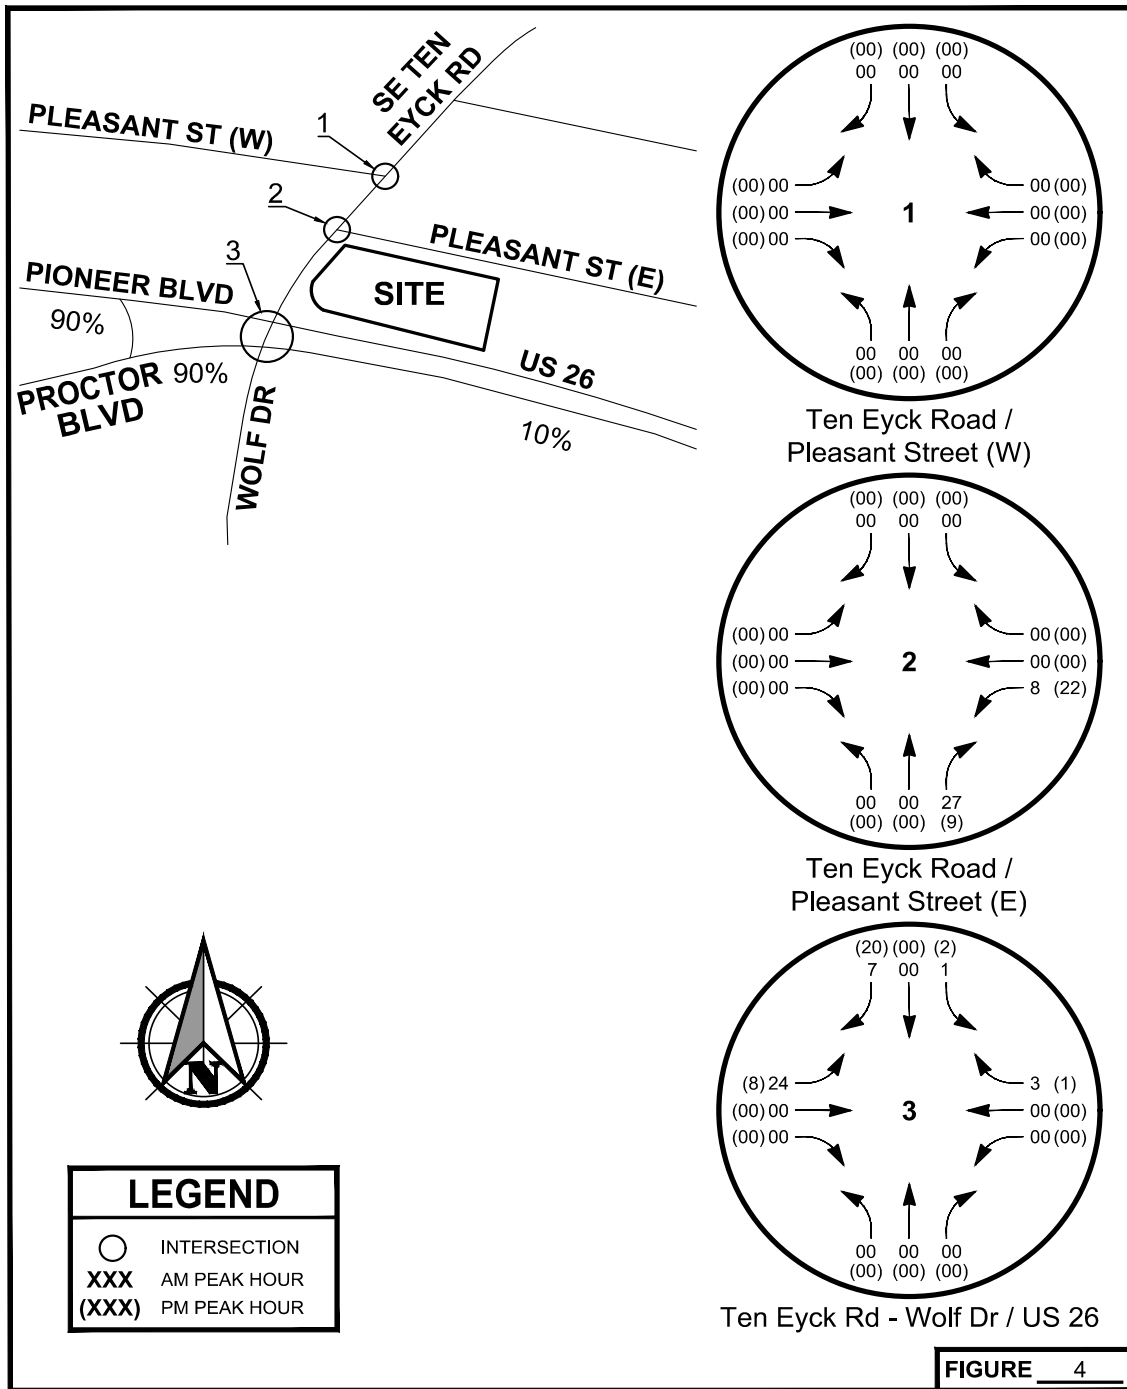 SE TEN
EYCK RD
PLEASANT ST (W)
1
2
PLEASANT ST (E)
3
PIONEER BLVD
SITE
90%
PROCTOR
BLVD
90%
US 26
10%
WOLF DR
(00) (00) (00)
00 00 00
(00) 00
(00) 00
(00) 00
1
00 (00)
00 (00)
00 (00)
00 00 00
(00) (00) (00)
Ten Eyck Road /
Pleasant Street (W)
(00) (00) (00)
00 00 00
(00) 00
(00) 00
(00) 00
2
00 (00)
00 (00)
8 (22)
00 00 27
(00) (00) (9)
Ten Eyck Road /
Pleasant Street (E)
(20) (00) (2)
7 00 1
(8) 24
(00) 00
(00) 00
3
3 (1)
00 (00)
00 (00)
00 00 00
(00) (00) (00)
Ten Eyck Rd - Wolf Dr / US 26
N
LEGEND
INTERSECTION
XXX AM PEAK HOUR
(XXX) PM PEAK HOUR
FIGURE 4